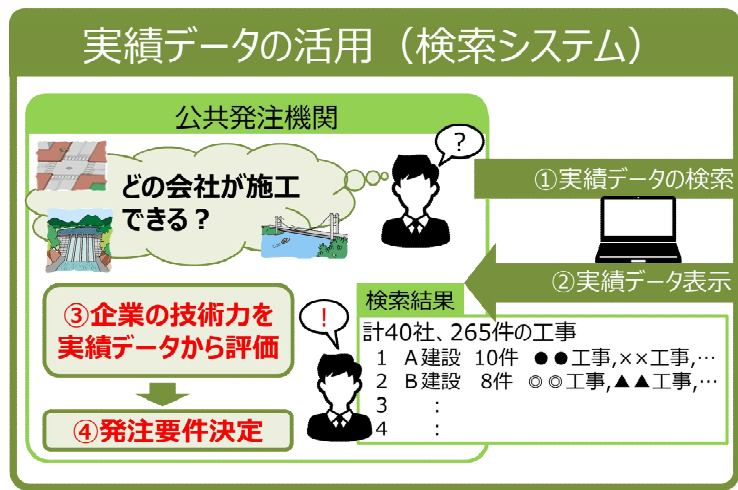 実績データの活用（検索システム）
公共発注機関
?
どの会社が施工
できる？
①実績データの検索
②実績データ表示
検索結果
計40社、265件の工事
1 A建設 10件 ●●工事,××工事,…
2 B建設 8件 ◎◎工事,▲▲工事,…
3 :
4 :
!
③企業の技術力を
実績データから評価
④発注要件決定